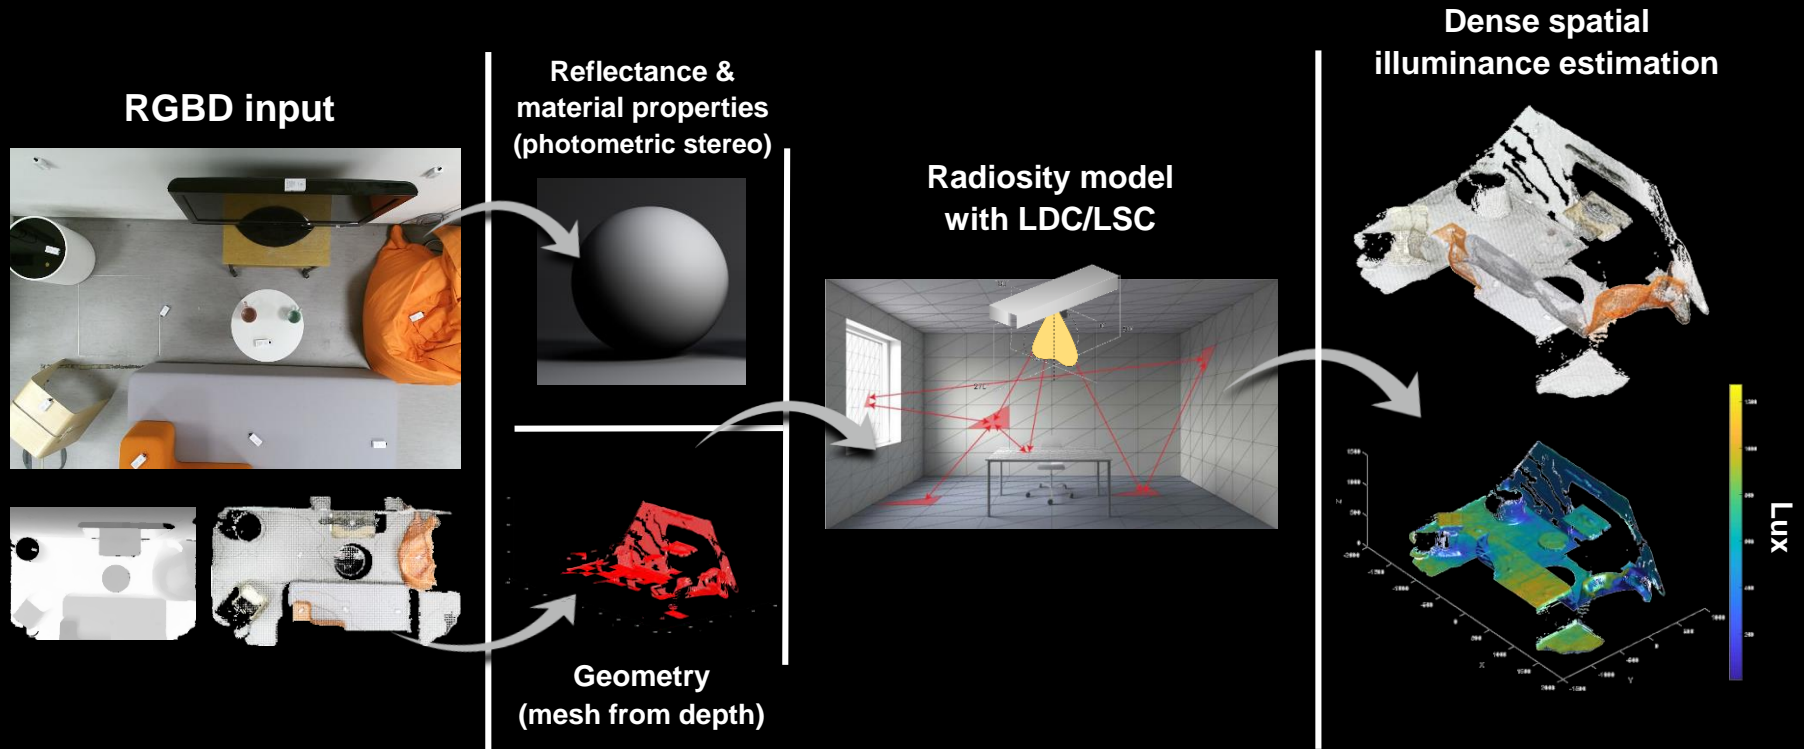 RGBD input
Reflectance &
material properties
(photometric stereo)
Geometry
(mesh from depth)
Radiosity model
with LDC/LSC
Dense spatial
illuminance estimation
Lux
Z
X
Y